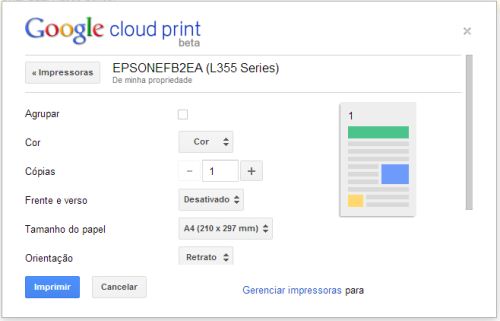 Google cloud print
beta
×
« Impressoras
EPSONEFB2EA (L355 Series)
De minha propriedade
Agrupar
Cor
Cor
Cópias
− 1 +
Frente e verso
Desativado
Tamanho do papel
A4 (210 x 297 mm)
Orientação
Retrato
1
Imprimir
Cancelar
Gerenciar impressoras para